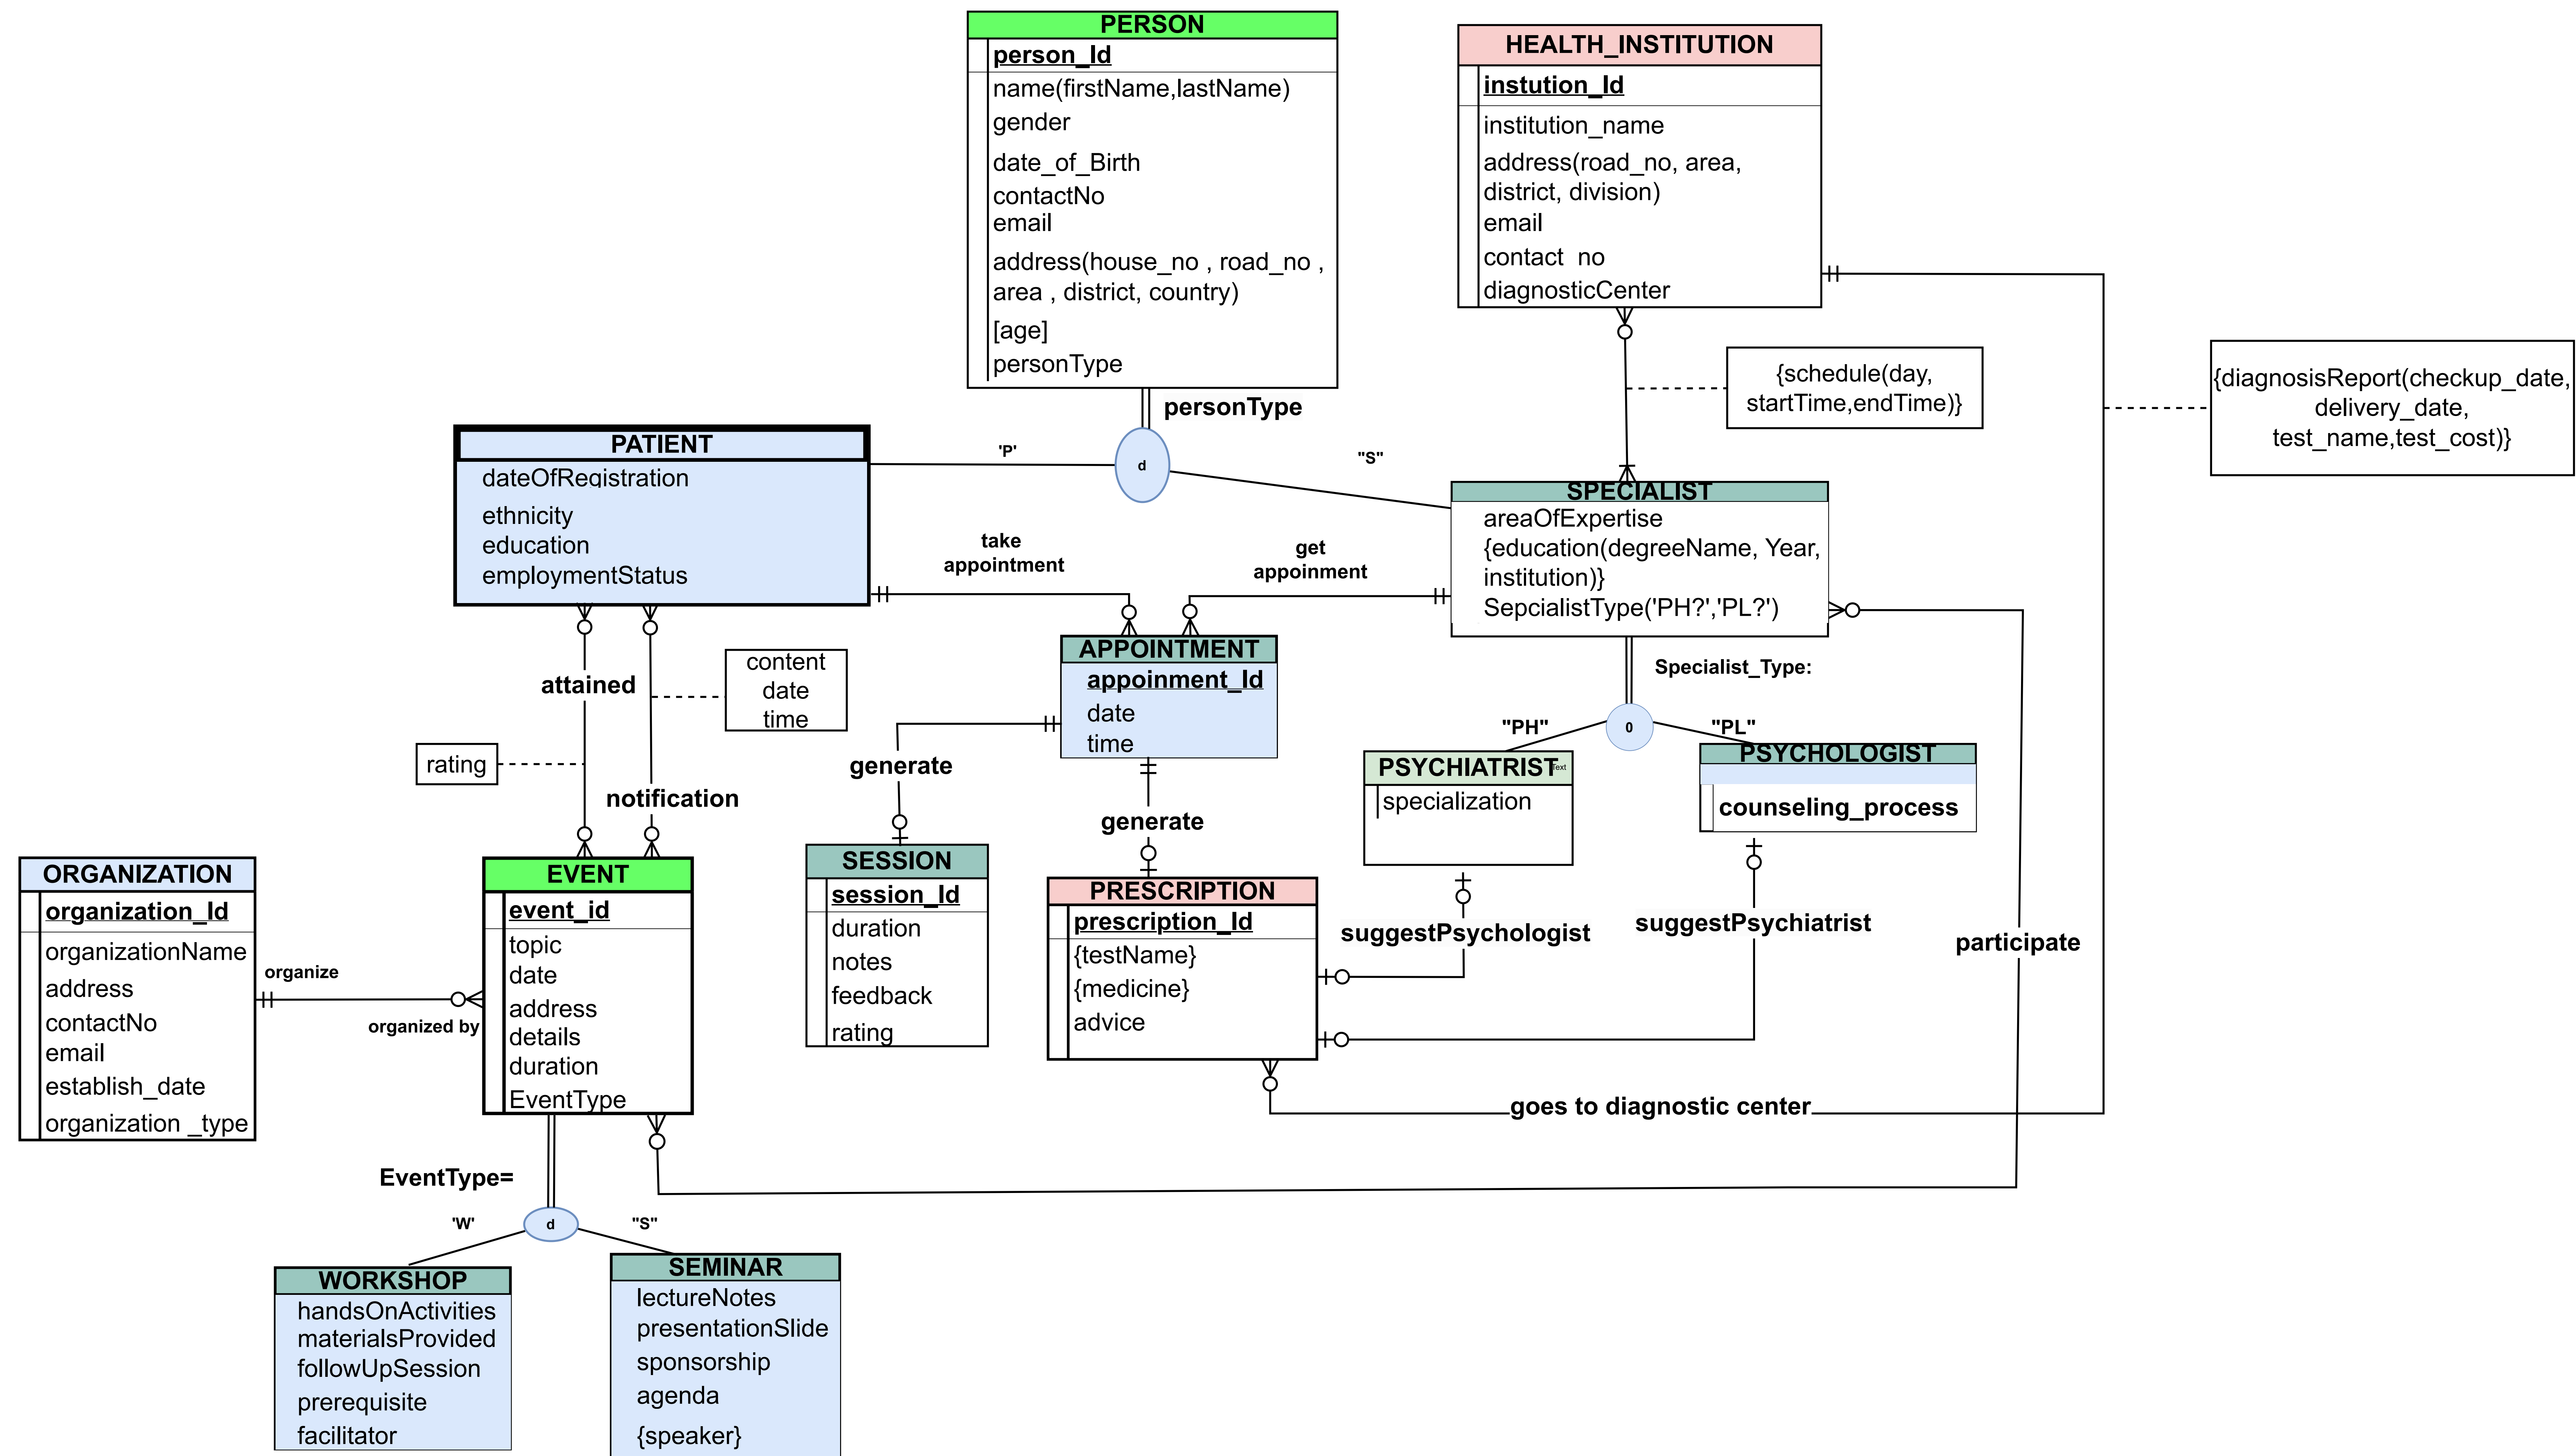 PERSON
person_Id
name(firstName,lastName)
gender
date_of_Birth
contactNo
email
address(house_no , road_no ,
area , district, country)
[age]
personType
HEALTH_INSTITUTION
instution_Id
institution_name
address(road_no, area,
district, division)
email
contact  no
diagnosticCenter
{schedule(day,
startTime,endTime)}
{diagnosisReport(checkup_date,
delivery_date,
test_name,test_cost)}
personType
d
'P'
"S"
PATIENT
dateOfRegistration
ethnicity
education
employmentStatus
SPECIALIST
areaOfExpertise
{education(degreeName, Year,
institution)}
SepcialistType('PH?','PL?')
take
appointment
get
appoinment
APPOINTMENT
appoinment_Id
date
time
attained
content
date
time
rating
notification
Specialist_Type:
"PH"
0
"PL"
PSYCHIATRIST
Text
specialization
PSYCHOLOGIST
counseling_process
generate
generate
ORGANIZATION
organization_Id
organizationName
address
contactNo
email
establish_date
organization _type
organize
organized by
EVENT
event_id
topic
date
address
details
duration
EventType
SESSION
session_Id
duration
notes
feedback
rating
PRESCRIPTION
prescription_Id
{testName}
{medicine}
advice
suggestPsychologist
suggestPsychiatrist
participate
goes to diagnostic center
EventType=
'W'
d
"S"
WORKSHOP
handsOnActivities
materialsProvided
followUpSession
prerequisite
facilitator
SEMINAR
lectureNotes
presentationSlide
sponsorship
agenda
{speaker}